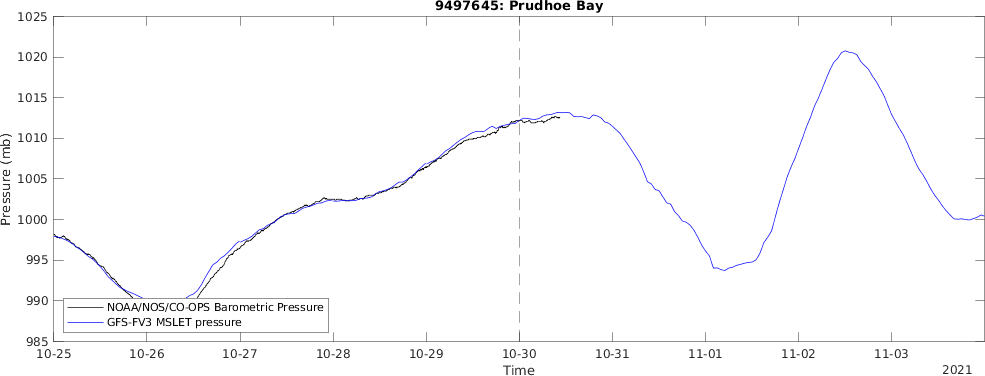 9497645: Prudhoe Bay
1025
1020
1015
1010
1005
1000
995
990
985
Pressure (mb)
NOAA/NOS/CO-OPS Barometric Pressure
GFS-FV3 MSLET pressure
10-25 10-26 10-27 10-28 10-29 10-30 10-31 11-01 11-02 11-03
Time
2021